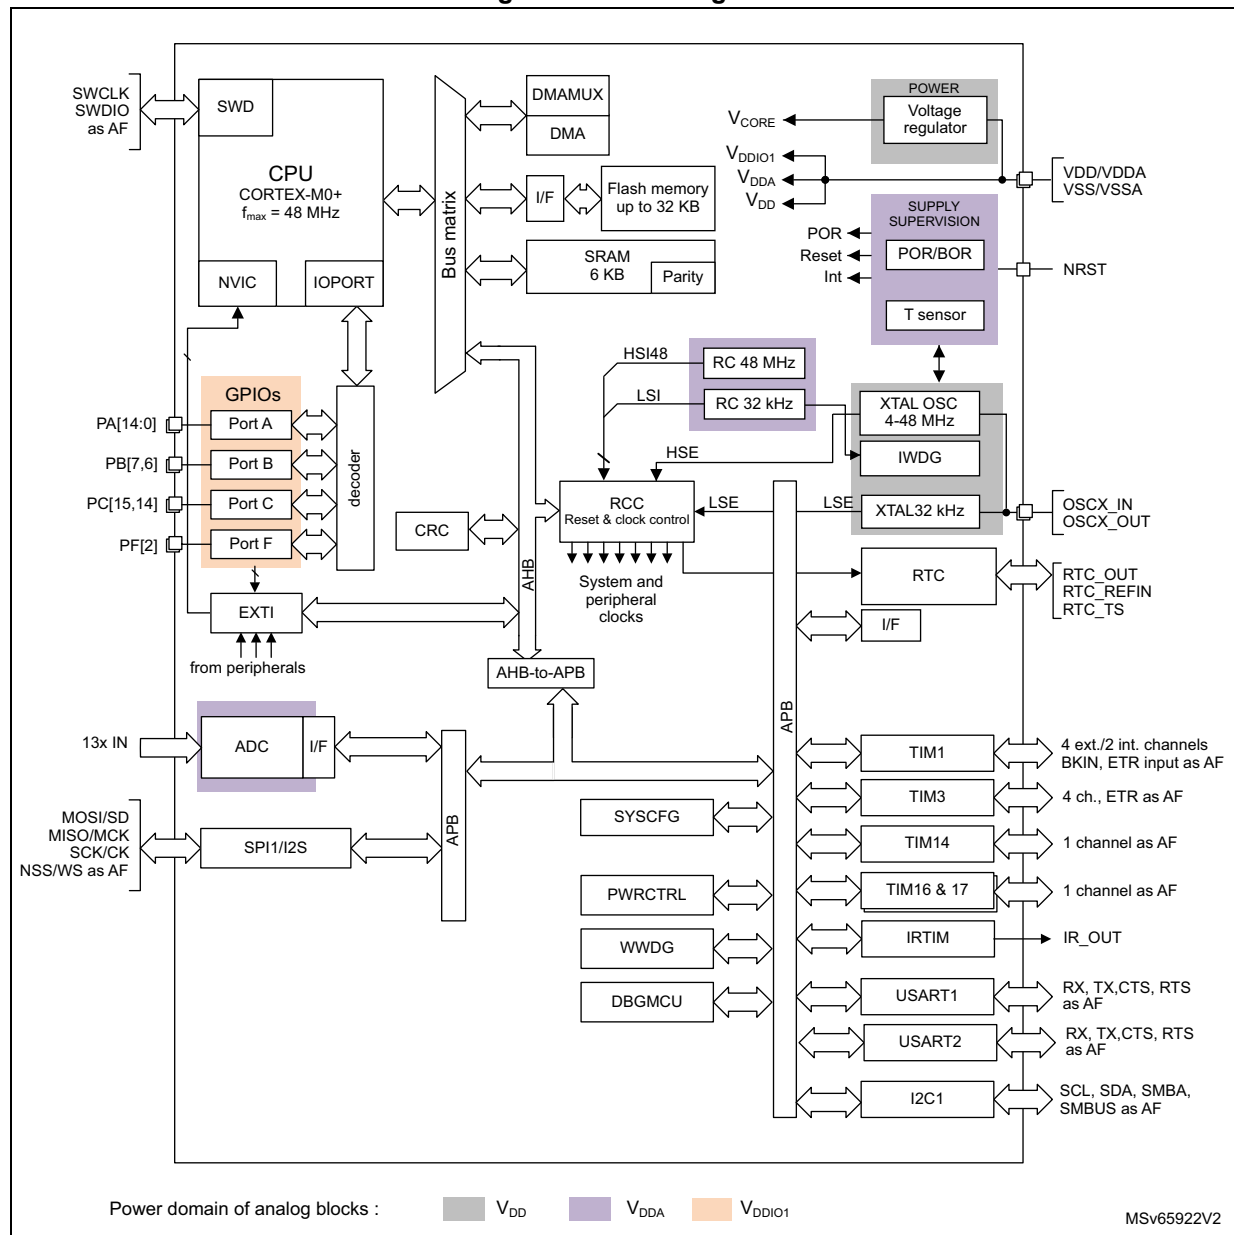 SWCLK
SWDIO
as AF
SWD
CPU
CORTEX-M0+
fmax = 48 MHz
NVIC
IOPORT
Bus matrix
DMAMUX
DMA
I/F
Flash memory
up to 32 KB
SRAM
6 KB
Parity
POWER
Voltage
regulator
VCORE
VDDIO1
VDDA
VDD
VDD/VDDA
VSS/VSSA
SUPPLY
SUPERVISION
POR
Reset
Int
POR/BOR
T sensor
NRST
HSI48
RC 48 MHz
LSI
RC 32 kHz
XTAL OSC
4-48 MHz
IWDG
HSE
LSE
LSE
XTAL32 kHz
OSCX_IN
OSCX_OUT
GPIOs
PA[14:0]
Port A
PB[7,6]
Port B
PC[15,14]
Port C
PF[2]
Port F
decoder
CRC
AHB
RCC
Reset & clock control
System and
peripheral
clocks
RTC
RTC_OUT
RTC_REFIN
RTC_TS
I/F
EXTI
from peripherals
AHB-to-APB
APB
13x IN
ADC
I/F
MOSI/SD
MISO/MCK
SCK/CK
NSS/WS as AF
SPI1/I2S
APB
SYSCFG
PWRCTRL
WWDG
DBGMCU
TIM1
4 ext./2 int. channels
BKIN, ETR input as AF
TIM3
4 ch., ETR as AF
TIM14
1 channel as AF
TIM16 & 17
1 channel as AF
IRTIM
IR_OUT
USART1
RX, TX,CTS, RTS
as AF
USART2
RX, TX,CTS, RTS
as AF
I2C1
SCL, SDA, SMBA,
SMBUS as AF
Power domain of analog blocks :
VDD
VDDA
VDDIO1
MSv65922V2